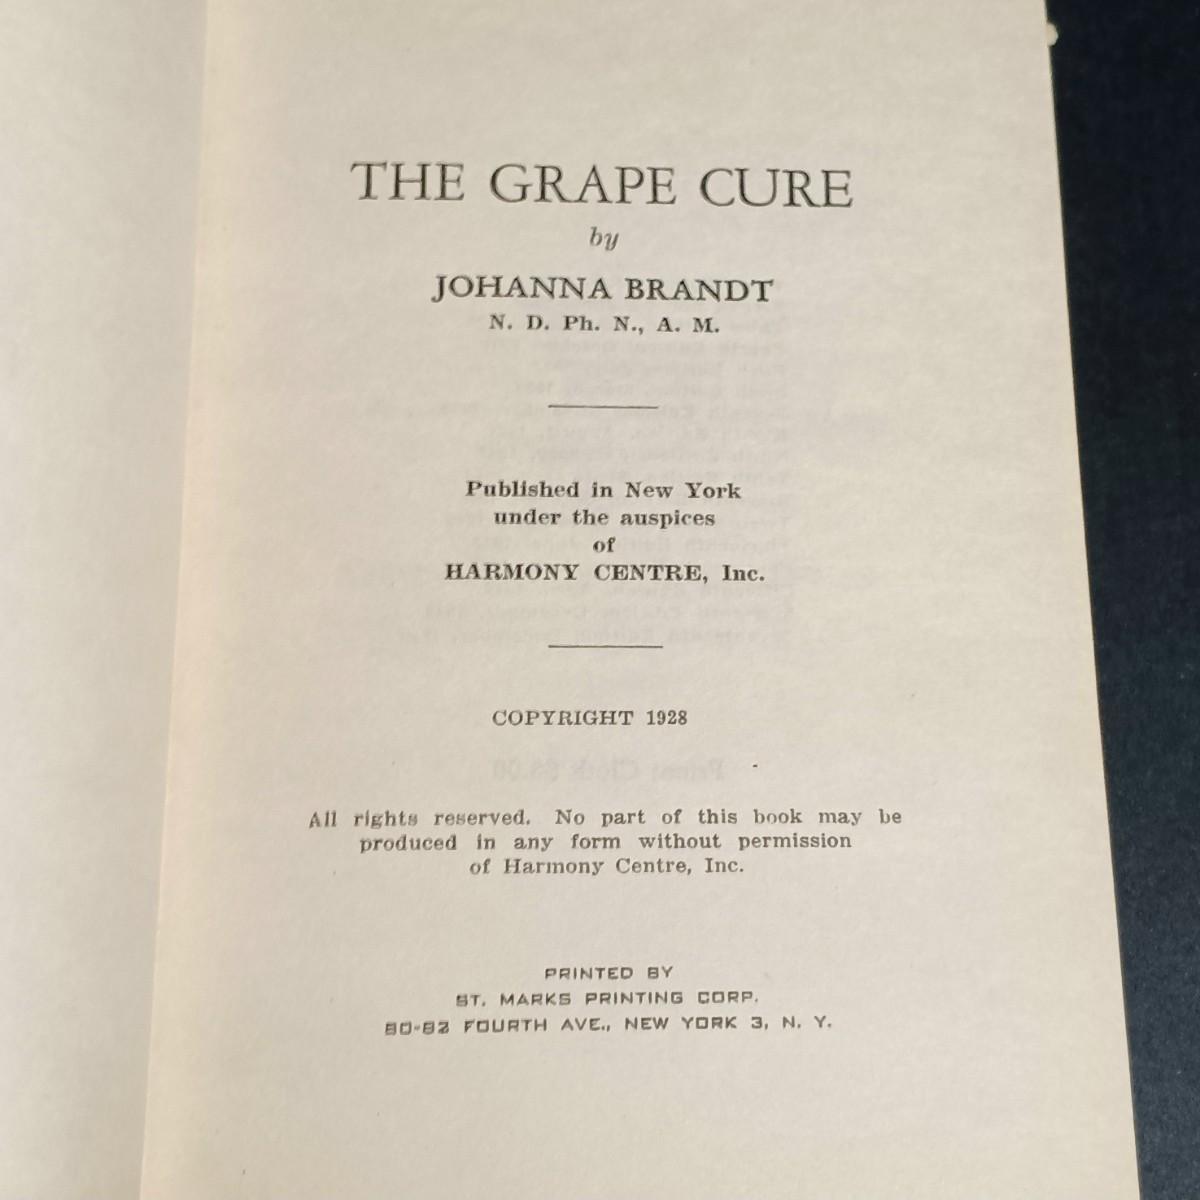 THE GRAPE CURE
by
JOHANNA BRANDT
N. D. Ph. N., A. M.
Published in New York
under the auspices
of
HARMONY CENTRE, Inc.
COPYRIGHT 1928
All rights reserved. No part of this book may be
produced in any form without permission
of Harmony Centre, Inc.
PRINTED BY
ST. MARKS PRINTING CORP.
80-82 FOURTH AVE., NEW YORK 3, N. Y.